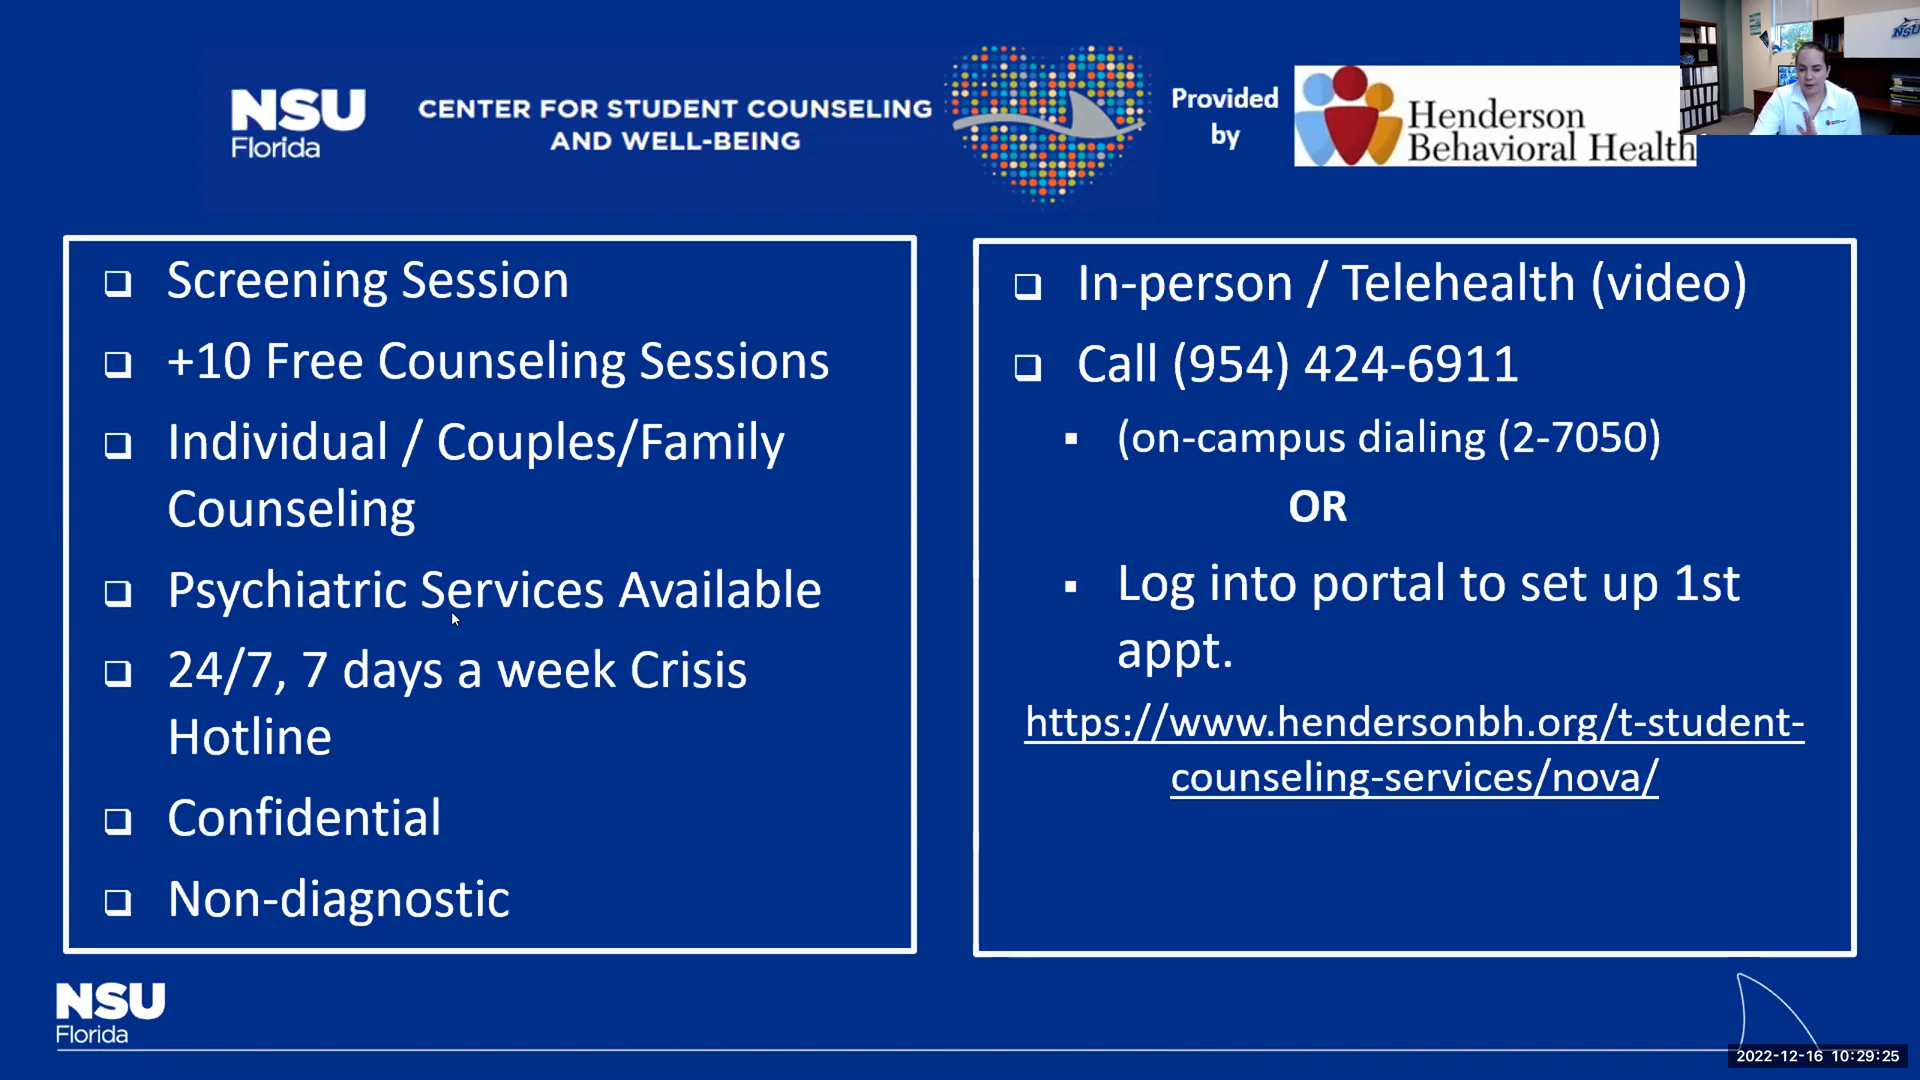 NSU
Florida
CENTER FOR STUDENT COUNSELING
AND WELL-BEING
Provided
by
Henderson
Behavioral Health
NSU
Screening Session
+10 Free Counseling Sessions
Individual / Couples/Family
Counseling
Psychiatric Services Available
24/7, 7 days a week Crisis
Hotline
Confidential
Non-diagnostic
In-person / Telehealth (video)
Call (954) 424-6911
(on-campus dialing (2-7050)
OR
Log into portal to set up 1st
appt.
https://www.hendersonbh.org/t-student-
counseling-services/nova/
NSU
Florida
2022-12-16 10:29:25